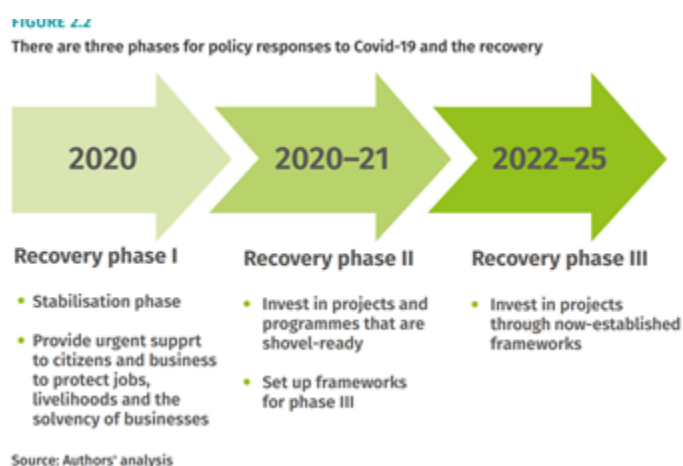 FIGURE 2.2
There are three phases for policy responses to Covid-19 and the recovery
2020
2020–21
2022–25
Recovery phase I
• Stabilisation phase
• Provide urgent supprt
to citizens and business
to protect jobs,
livelihoods and the
solvency of businesses
Recovery phase II
• Invest in projects and
programmes that are
shovel-ready
• Set up frameworks
for phase III
Recovery phase III
• Invest in projects
through now-established
frameworks
Source: Authors' analysis